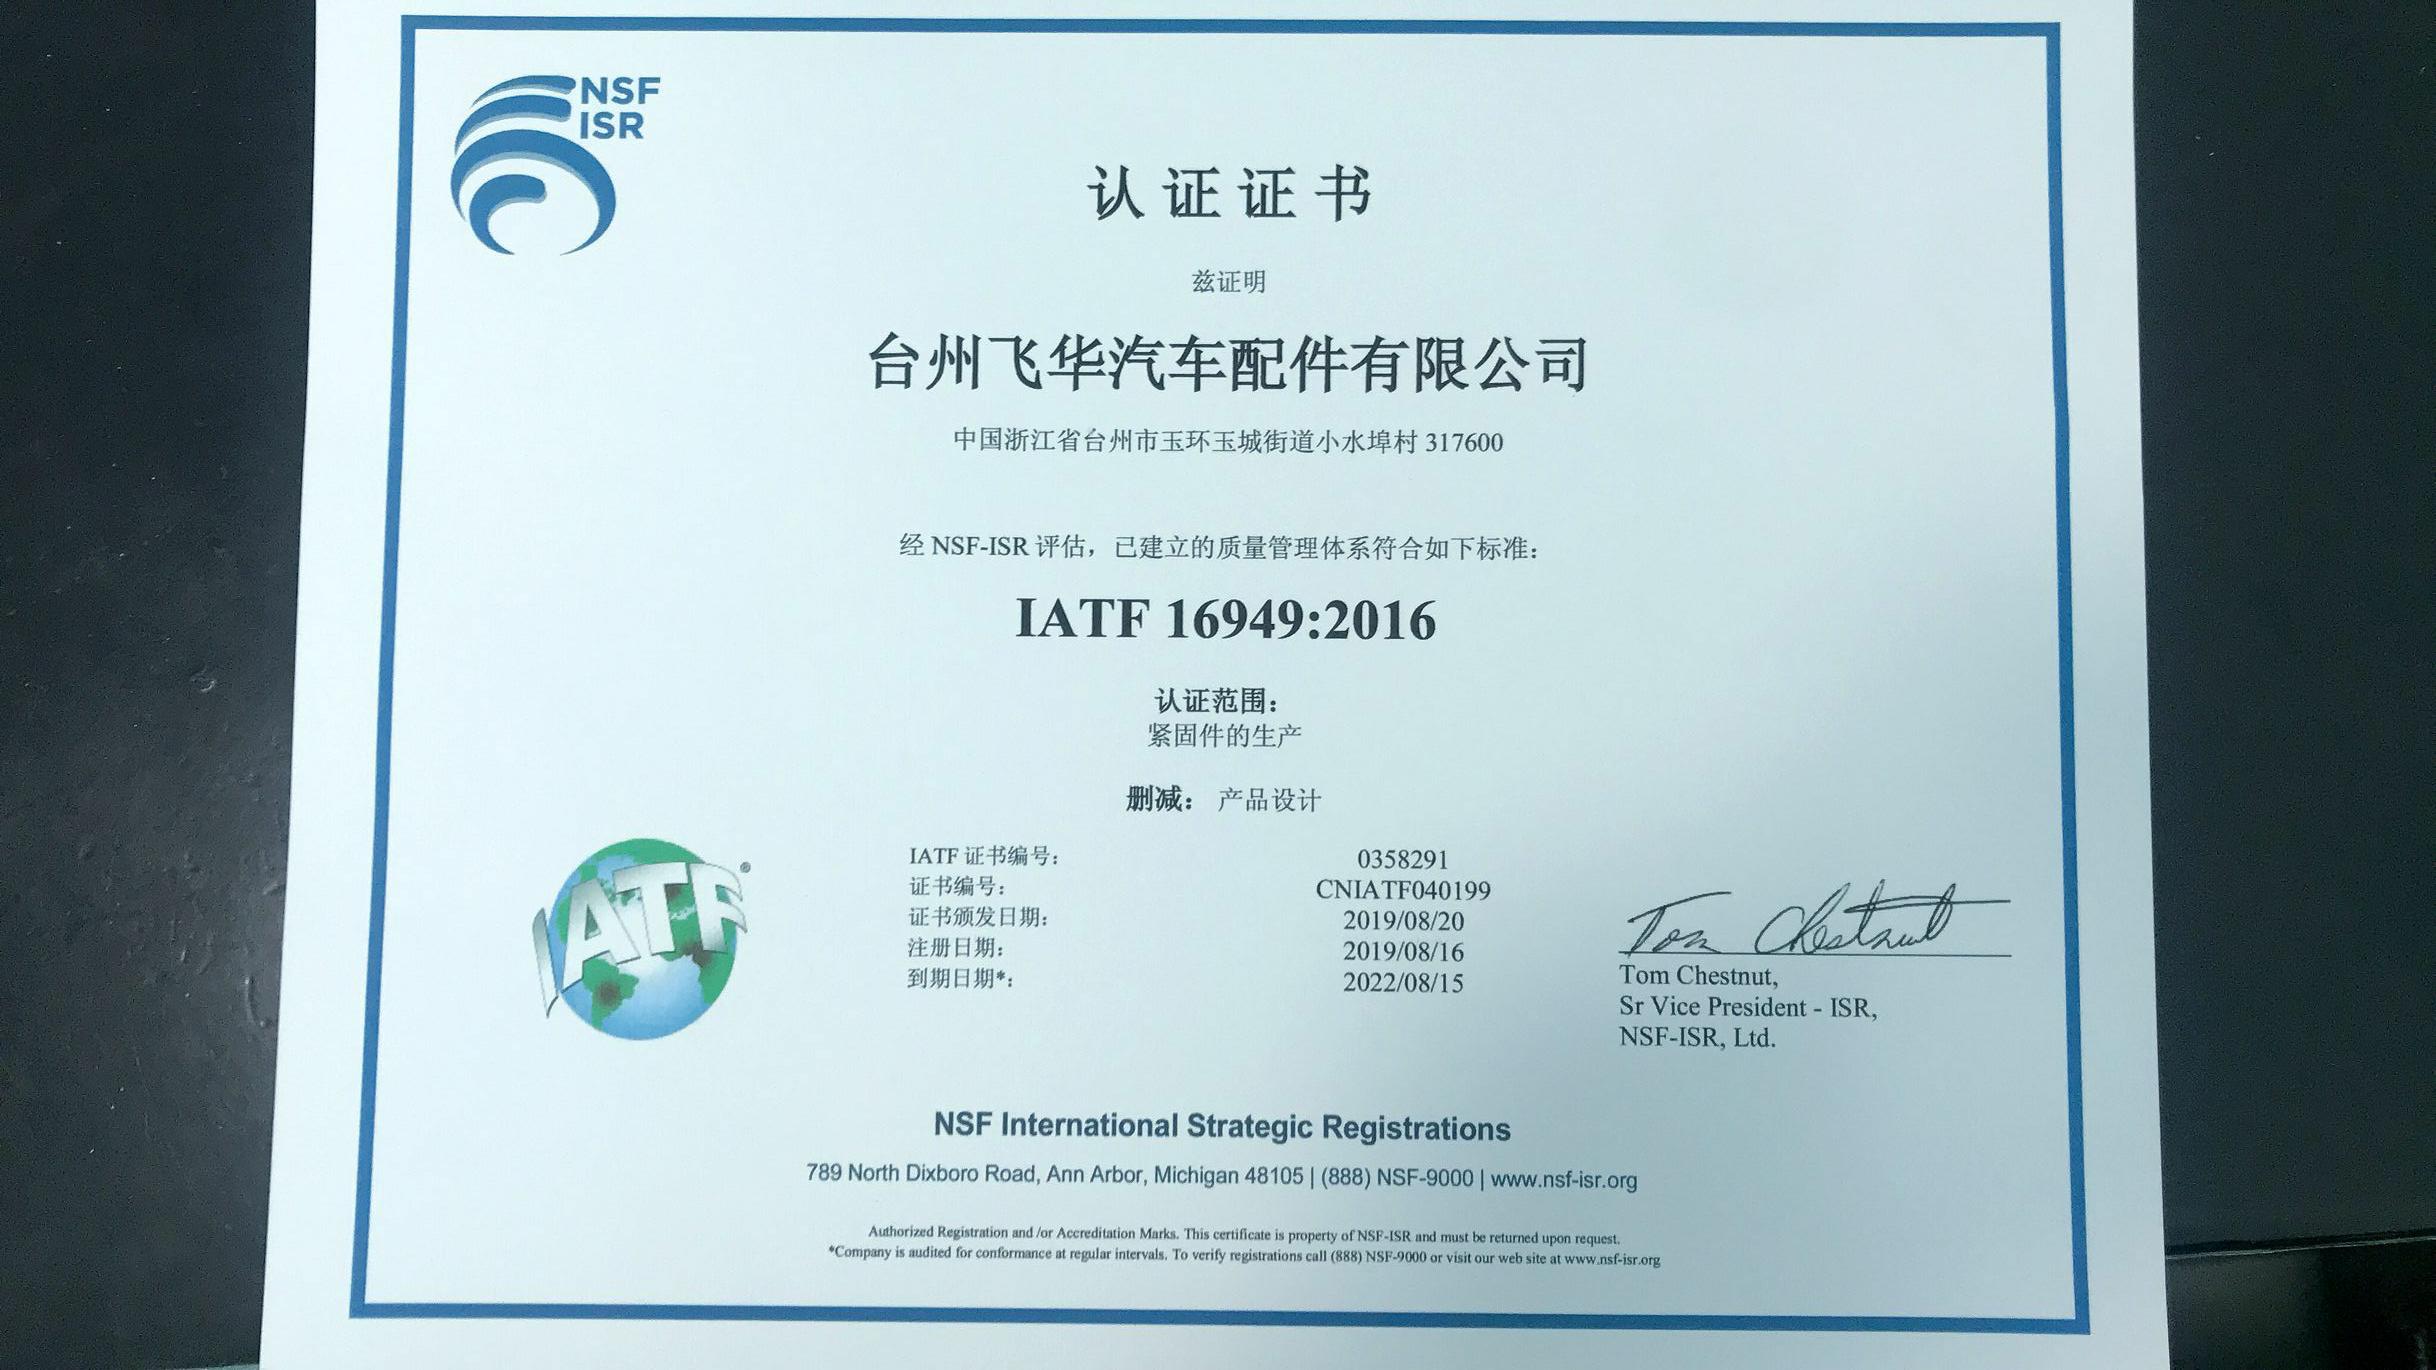 NSF
ISR
认证证书
兹证明
台州飞华汽车配件有限公司
中国浙江省台州市玉环玉城街道小水埠村 317600
经 NSF-ISR 评估，已建立的质量管理体系符合如下标准：
IATF 16949:2016
认证范围：
紧固件的生产
删减： 产品设计
IATF®
IATF 证书编号： 0358291
证书编号： CNIATF040199
证书颁发日期： 2019/08/20
注册日期： 2019/08/16
到期日期*： 2022/08/15
Tom Chestnut
Tom Chestnut,
Sr Vice President - ISR,
NSF-ISR, Ltd.
NSF International Strategic Registrations
789 North Dixboro Road, Ann Arbor, Michigan 48105 | (888) NSF-9000 | www.nsf-isr.org
Authorized Registration and /or Accreditation Marks. This certificate is property of NSF-ISR and must be returned upon request.
*Company is audited for conformance at regular intervals. To verify registrations call (888) NSF-9000 or visit our web site at www.nsf-isr.org